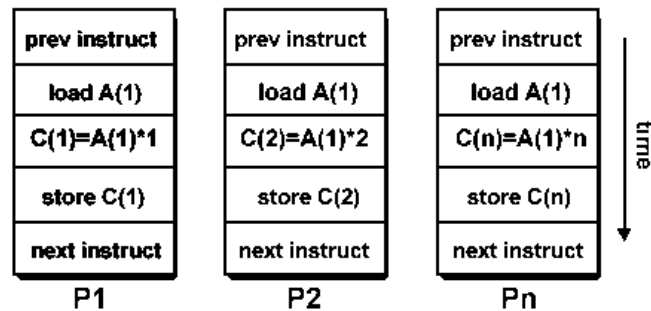 prev instruct
load A(1)
C(1)=A(1)*1
store C(1)
next instruct
P1
prev instruct
load A(1)
C(2)=A(1)*2
store C(2)
next instruct
P2
prev instruct
load A(1)
C(n)=A(1)*n
store C(n)
next instruct
Pn
time